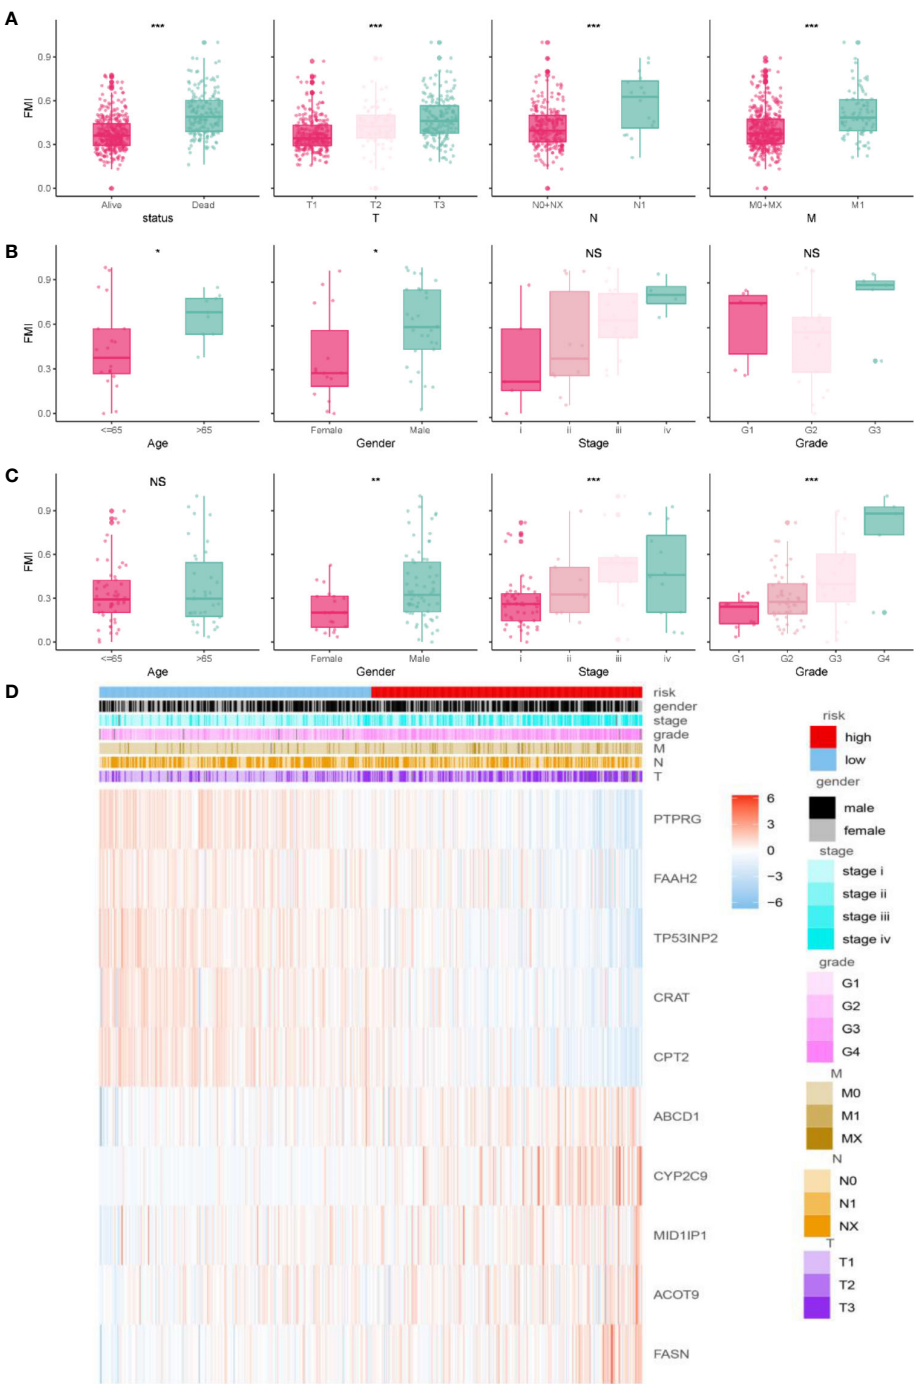 A
*** *** *** ***
FMI
0.9
0.6
0.3
0.0
Alive Dead T1 T2 T3 N0+NX N1 M0+MX M1
status T N M
B
* * NS NS
FMI
0.9
0.6
0.3
0.0
<=65 >65 Female Male i ii iii iv G1 G2 G3
Age Gender Stage Grade
C
NS ** *** ***
FMI
0.9
0.6
0.3
0.0
<=65 >65 Female Male i ii iii iv G1 G2 G3 G4
Age Gender Stage Grade
D
risk
gender
stage
grade
M
N
T
PTPRG
FAAH2
TP53INP2
CRAT
CPT2
ABCD1
CYP2C9
MID1IP1
ACOT9
FASN
6
3
0
−3
−6
risk
high
low
gender
male
female
stage
stage i
stage ii
stage iii
stage iv
grade
G1
G2
G3
G4
M
M0
M1
MX
N
N0
N1
NX
T
T1
T2
T3